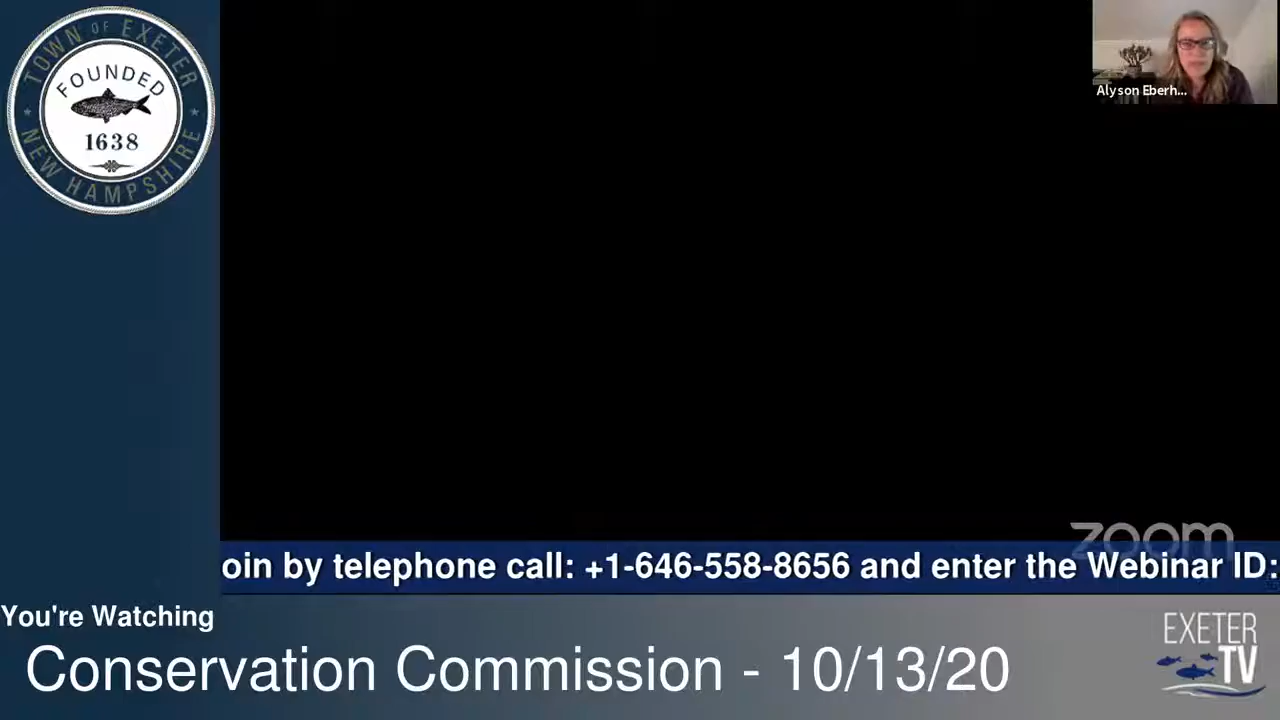 TOWN OF EXETER
FOUNDED
1638
NEW HAMPSHIRE
Alyson Eberh...
zoom
oin by telephone call: +1-646-558-8656 and enter the Webinar ID:
You're Watching
Conservation Commission - 10/13/20
EXETER
TV